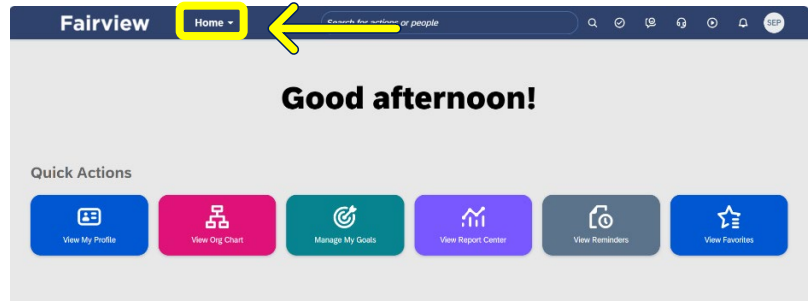 Fairview Home Search for actions or people SEP
Good afternoon!
Quick Actions
View My Profile View Org Chart Manage My Goals View Report Center View Reminders View Favorites